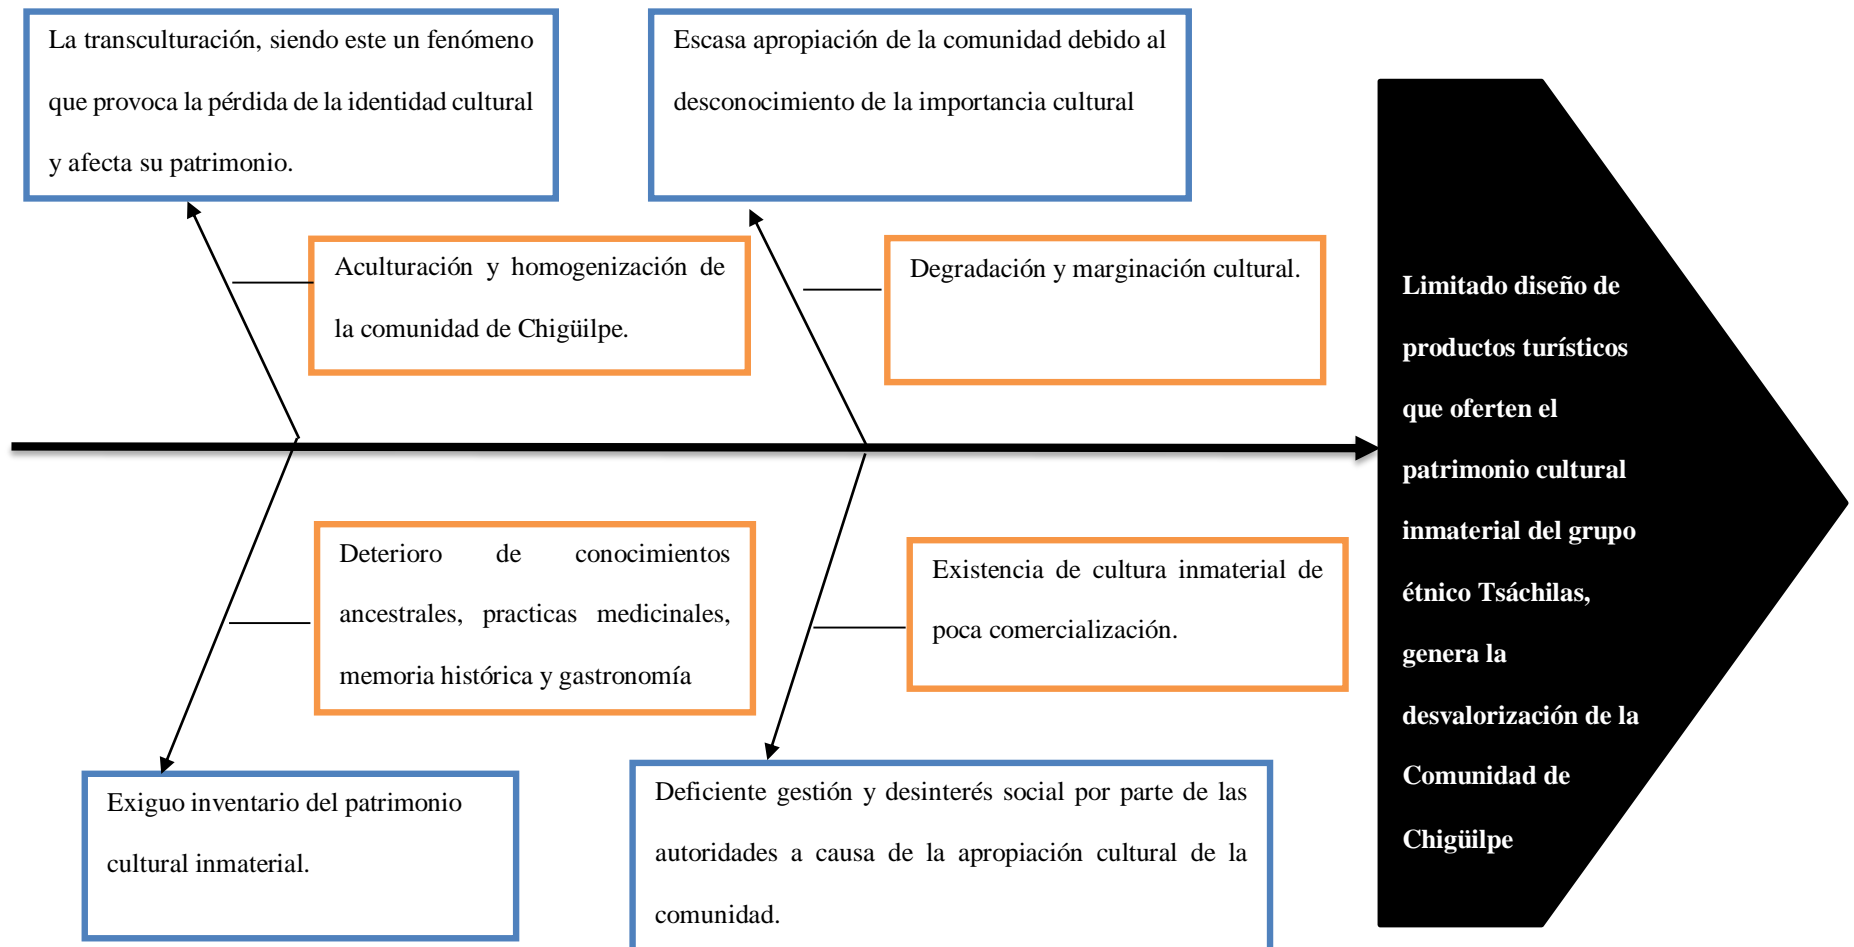 La transculturación, siendo este un fenómeno
que provoca la pérdida de la identidad cultural
y afecta su patrimonio.
Escasa apropiación de la comunidad debido al
desconocimiento de la importancia cultural
Aculturación y homogenización de
la comunidad de Chigüilpe.
Degradación y marginación cultural.
Limitado diseño de
productos turísticos
que oferten el
patrimonio cultural
inmaterial del grupo
étnico Tsáchilas,
genera la
desvalorización de la
Comunidad de
Chigüilpe
Deterioro de conocimientos
ancestrales, practicas medicinales,
memoria histórica y gastronomía
Existencia de cultura inmaterial de
poca comercialización.
Exiguo inventario del patrimonio
cultural inmaterial.
Deficiente gestión y desinterés social por parte de las
autoridades a causa de la apropiación cultural de la
comunidad.